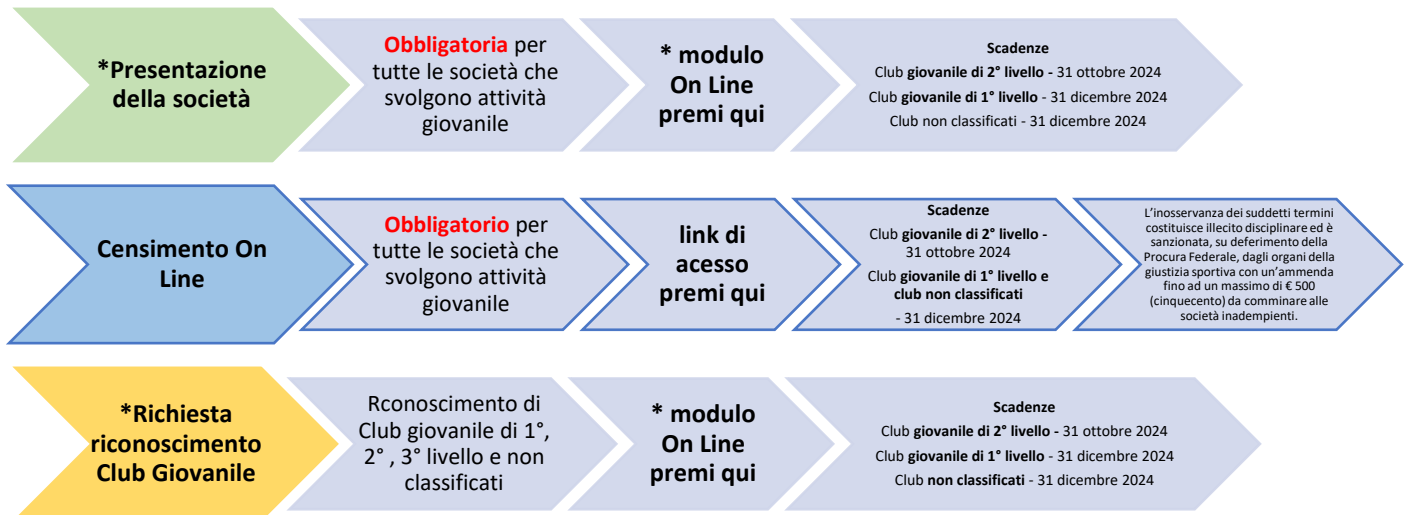 *Presentazione
della società
Obbligatoria per
tutte le società che
svolgono attività
giovanile
* modulo
On Line
premi qui
Scadenze
Club giovanile di 2° livello - 31 ottobre 2024
Club giovanile di 1° livello - 31 dicembre 2024
Club non classificati - 31 dicembre 2024
Censimento On
Line
Obbligatorio per
tutte le società che
svolgono attività
giovanile
link di
acesso
premi qui
Scadenze
Club giovanile di 2° livello -
31 ottobre 2024
Club giovanile di 1° livello e
club non classificati
- 31 dicembre 2024
L'inosservanza dei suddetti termini
costituisce illecito disciplinare ed è
sanzionata, su deferimento della
Procura Federale, dagli organi della
giustizia sportiva con un'ammenda
fino ad un massimo di € 500
(cinquecento) da comminare alle
società inadempienti.
*Richiesta
riconoscimento
Club Giovanile
Rconoscimento di
Club giovanile di 1°,
2° , 3° livello e non
classificati
* modulo
On Line
premi qui
Scadenze
Club giovanile di 2° livello - 31 ottobre 2024
Club giovanile di 1° livello - 31 dicembre 2024
Club non classificati - 31 dicembre 2024